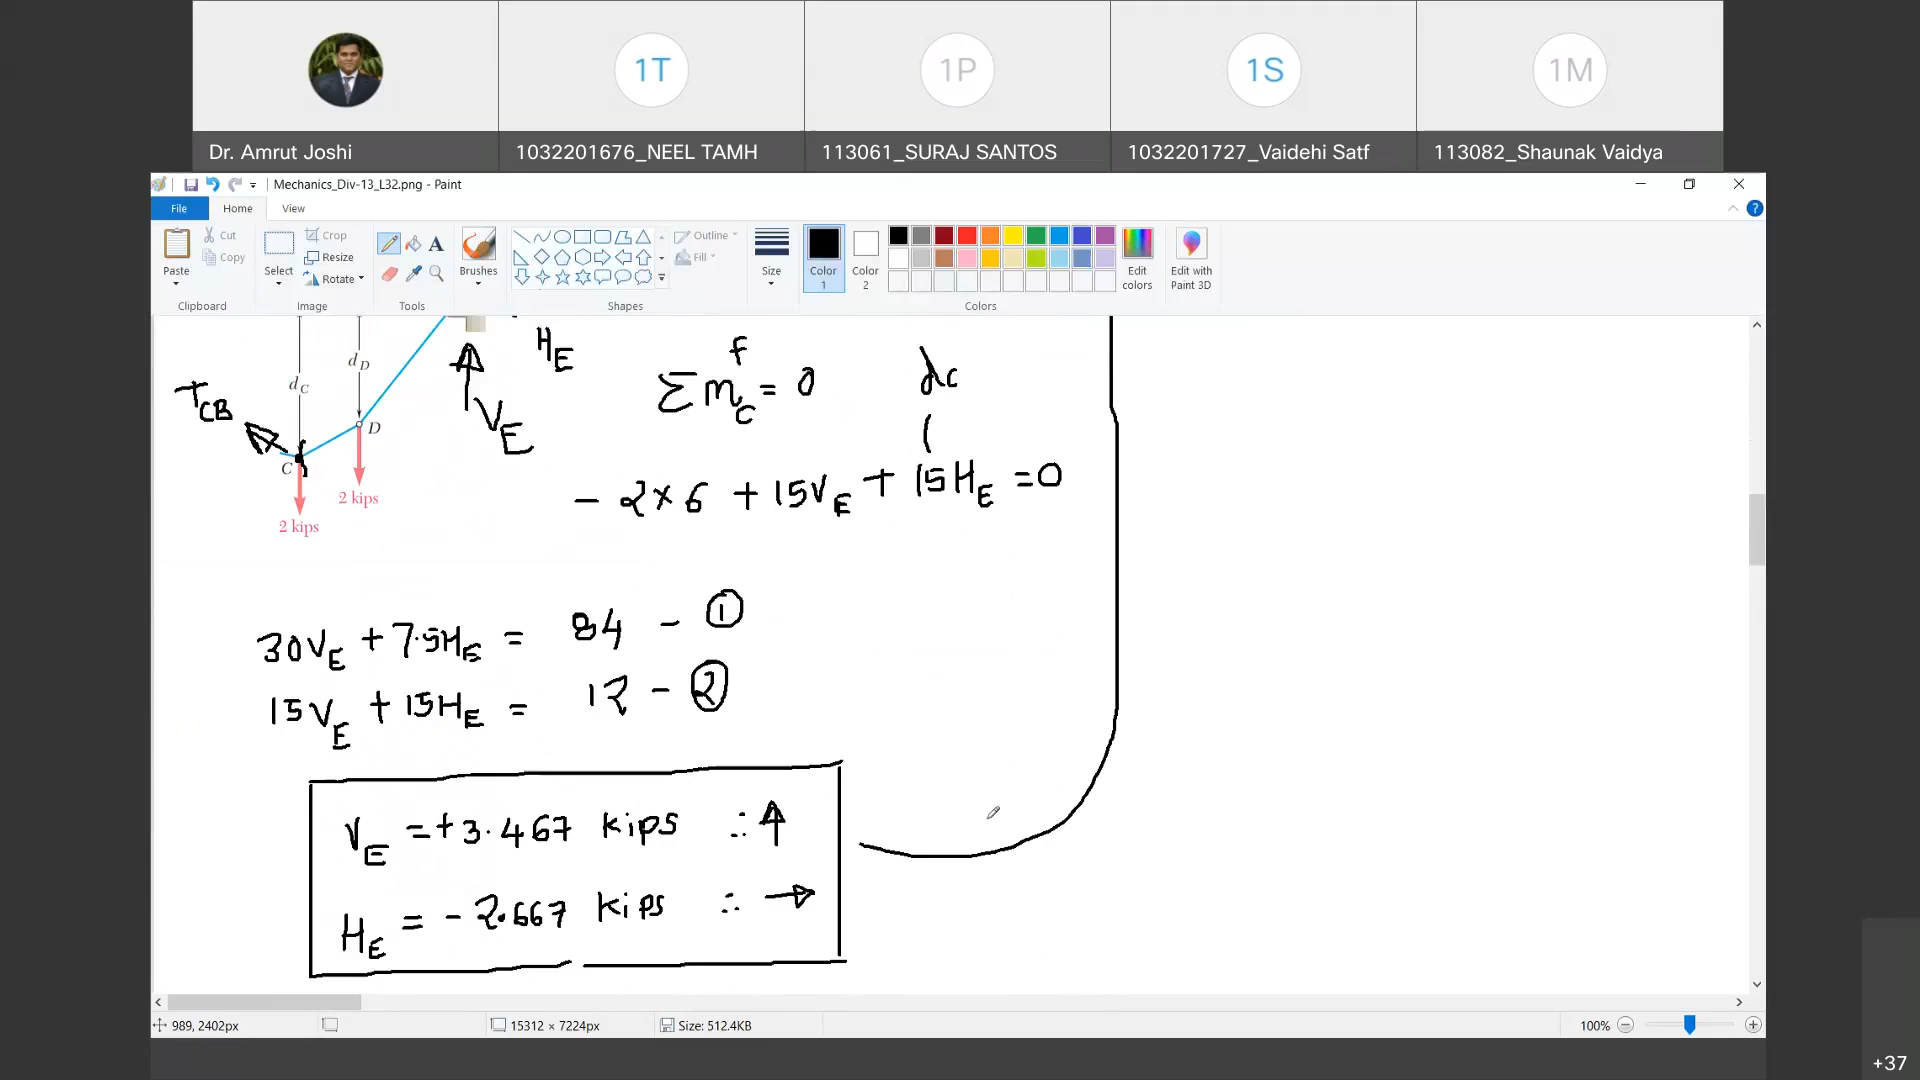 1T
1P
1S
1M
Dr. Amrut Joshi
1032201676_NEEL TAMH
113061_SURAJ SANTOS
1032201727_Vaidehi Satf
113082_Shaunak Vaidya
Mechanics_Div-13_L32.png - Paint
File
Home
View
?
Paste
Cut
Copy
Clipboard
Select
Crop
Resize
Rotate
Image
A
Tools
Brushes
Outline
Fill
Shapes
Size
Color 1
Color 2
Edit colors
Colors
Edit with Paint 3D
d_C
d_D
T_CB
C
D
2 kips
2 kips
V_E
H_E
f
Σm_C = 0
dc
- 2 × 6 + 15V_E + 15H_E = 0
30V_E + 7.5H_E = 84 - ①
15V_E + 15H_E = 12 - ②
V_E = +3.467 kips ∴ ↑
H_E = - 2.667 kips ∴ →
989, 2402px
15312 × 7224px
Size: 512.4KB
100%
+37